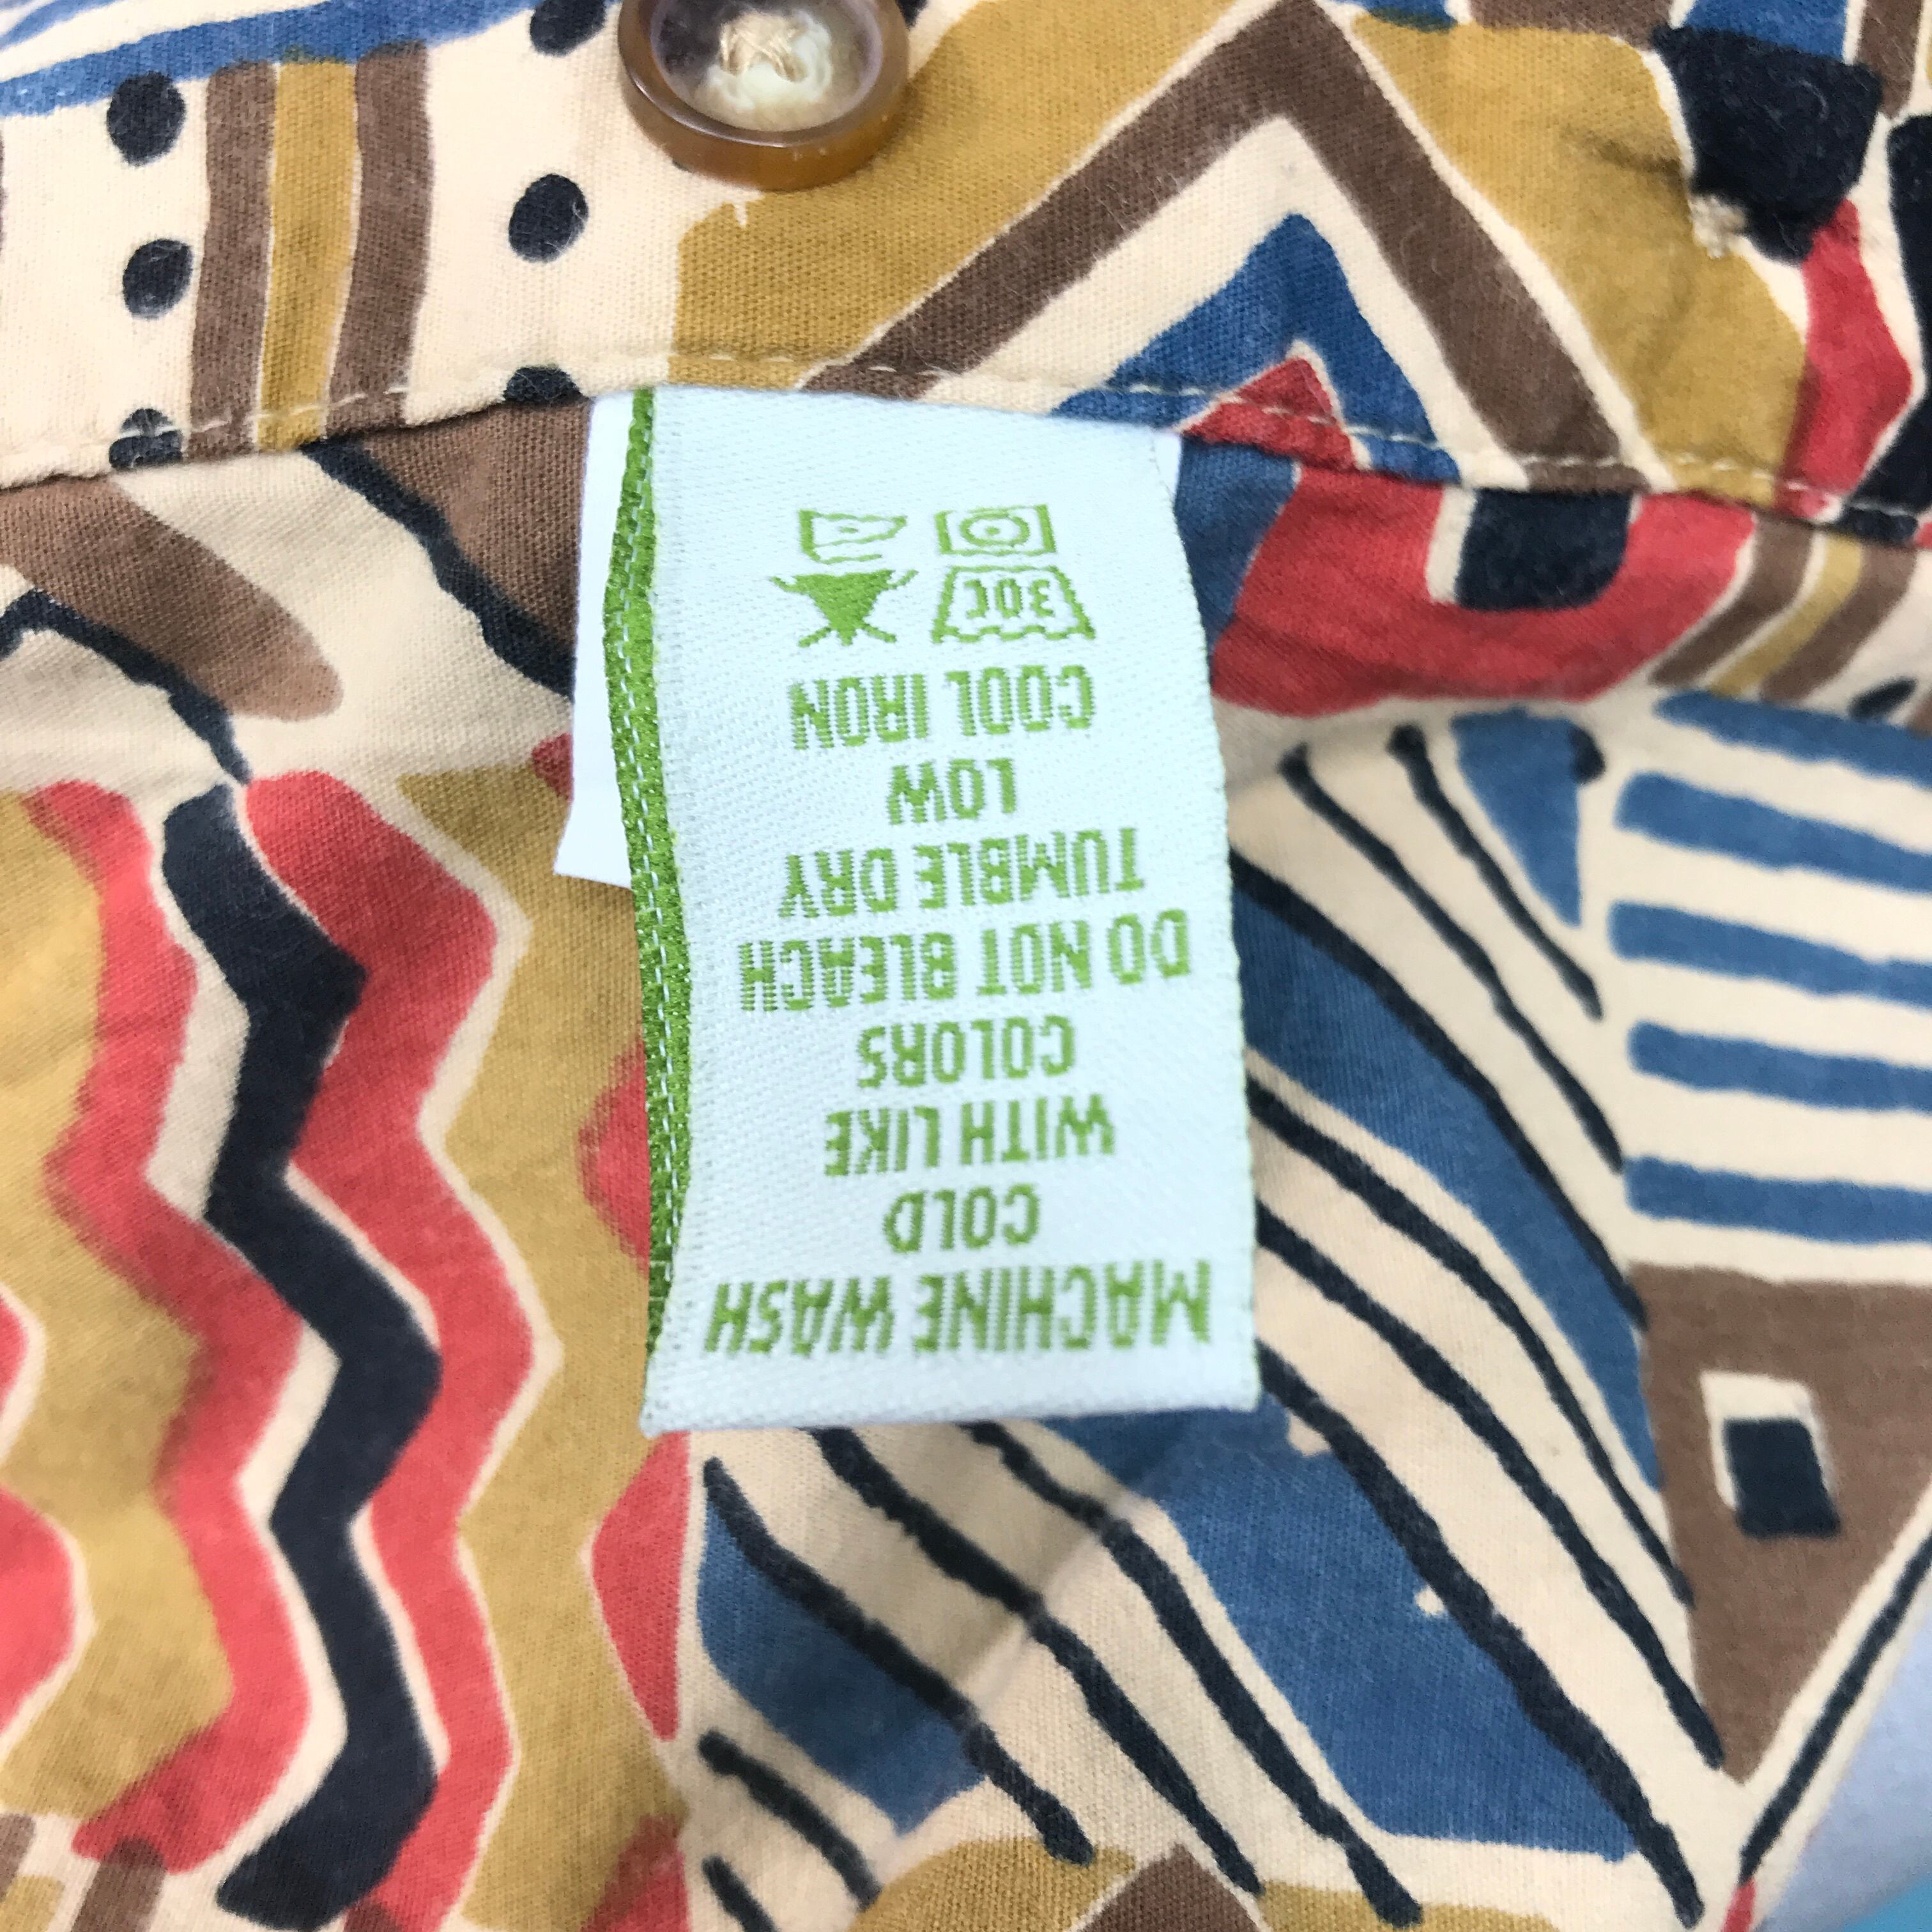 MACHINE WASH
COLD
WITH LIKE
COLORS
DO NOT BLEACH
TUMBLE DRY
LOW
COOL IRON
30C